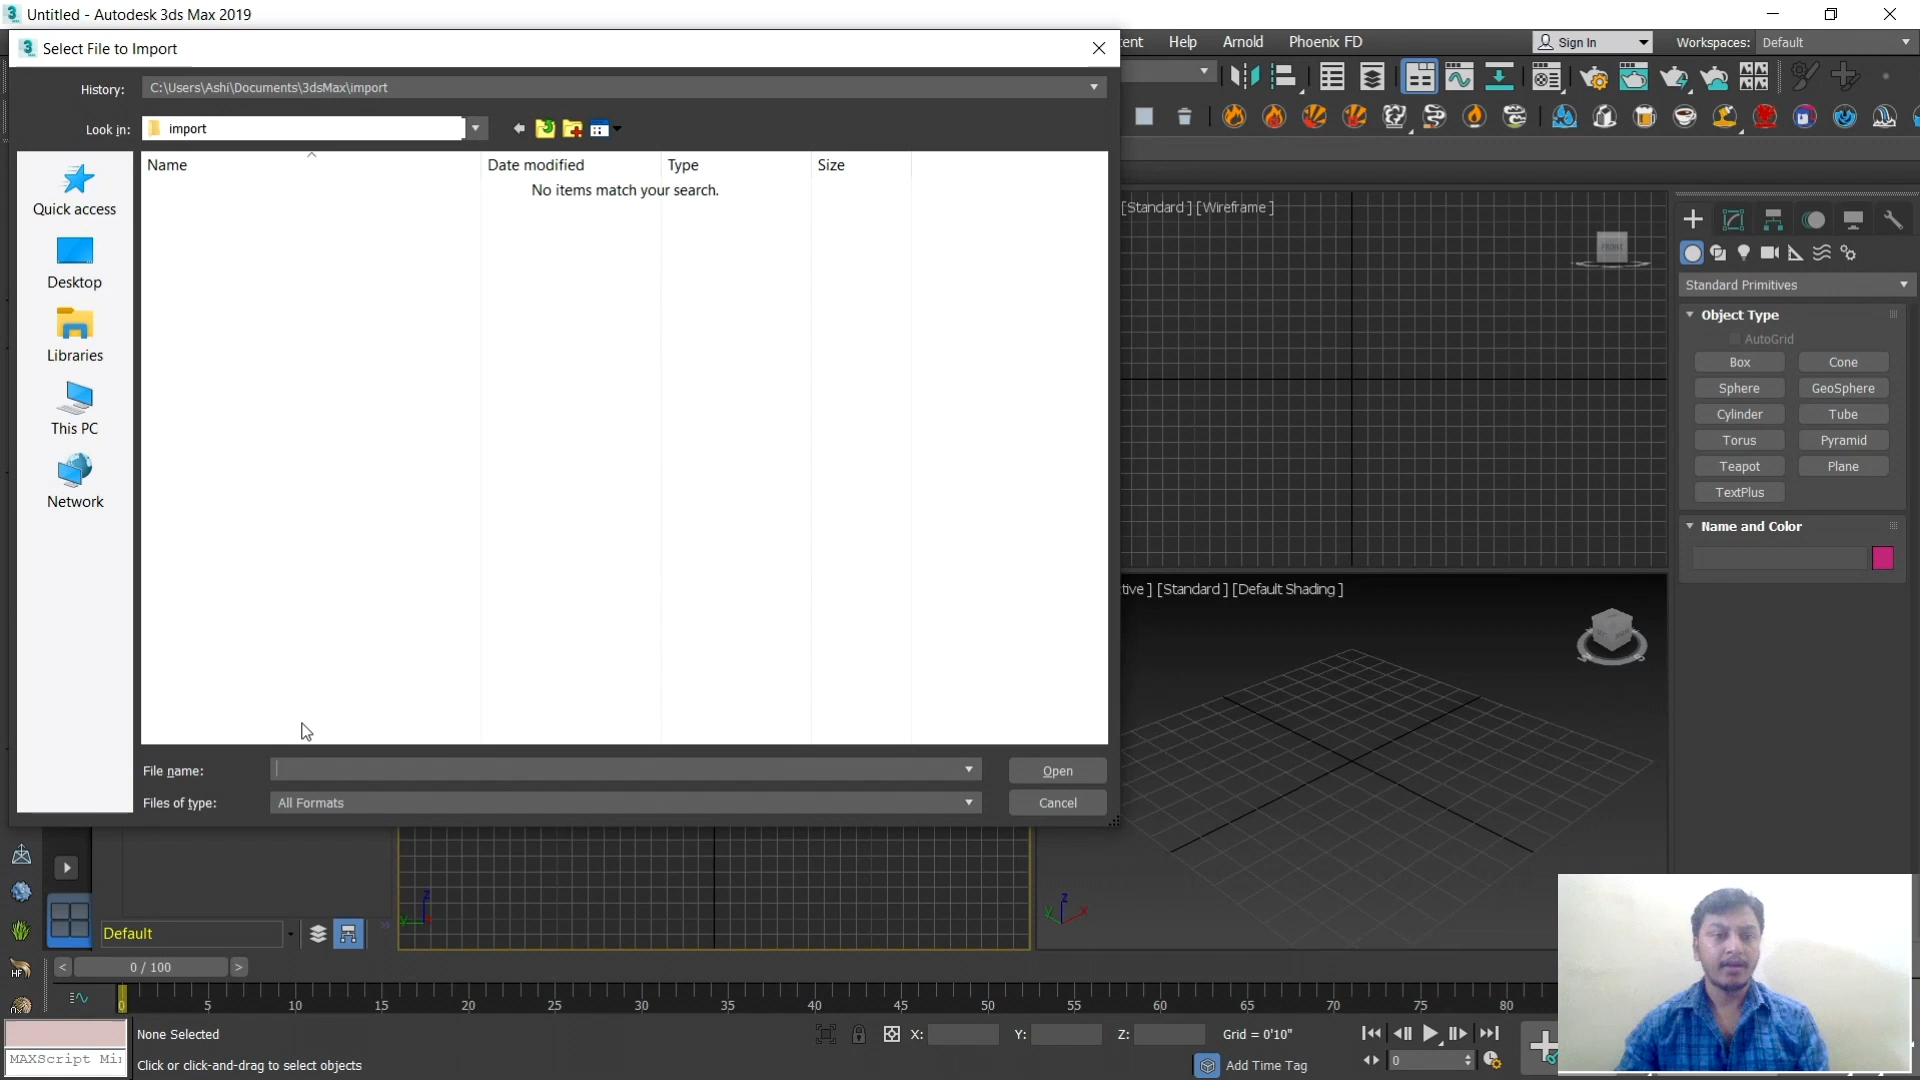 Untitled - Autodesk 3ds Max 2019
Select File to Import
Help Arnold Phoenix FD
Sign In
Workspaces: Default
History: C:\Users\Ashi\Documents\3dsMax\import
Look in: import
Name Date modified Type Size
No items match your search.
Quick access
Desktop
Libraries
This PC
Network
File name:
Open
Files of type: All Formats
Cancel
[Standard ] [Wireframe ]
FRONT
[Standard ] [Default Shading ]
Standard Primitives
Object Type
AutoGrid
Box Cone
Sphere GeoSphere
Cylinder Tube
Torus Pyramid
Teapot Plane
TextPlus
Name and Color
Default
0 / 100
0 5 10 15 20 25 30 35 40 45 50 55 60 65 70 75 80
None Selected
X: Y: Z: Grid = 0'10"
MAXScript Mi
Click or click-and-drag to select objects
Add Time Tag
0